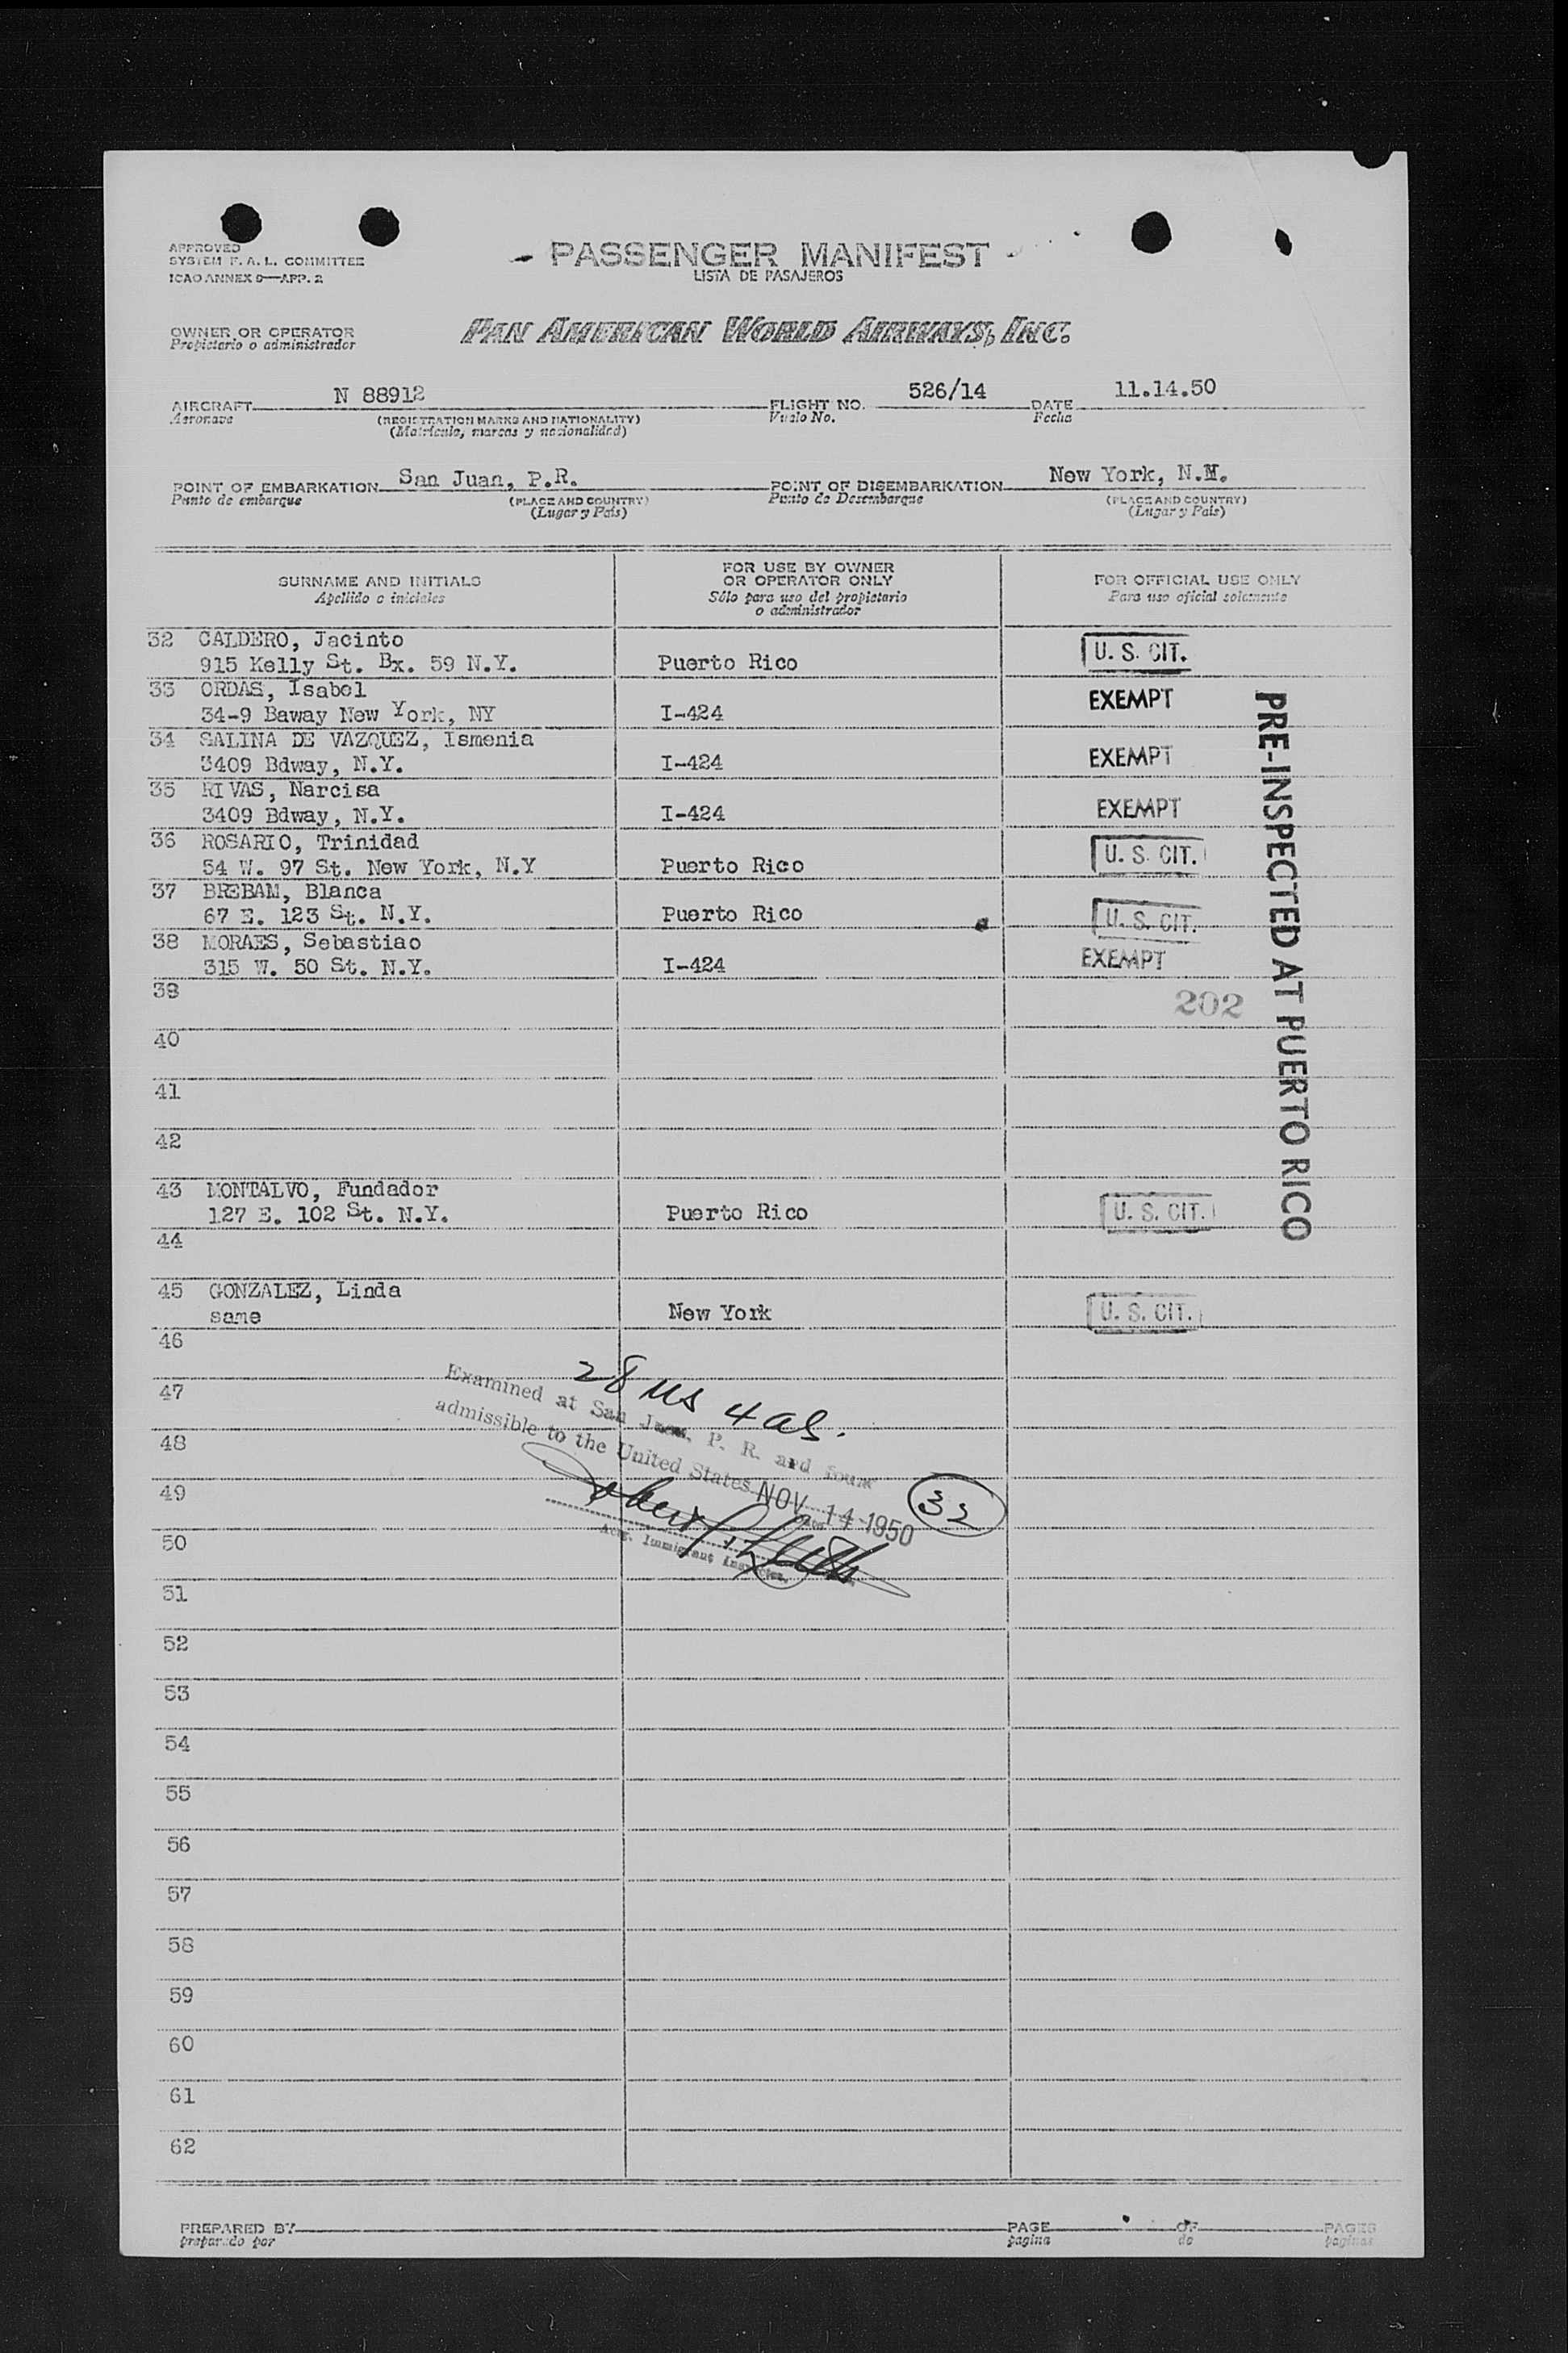 APPROVED
SYSTEM F. A. L. COMMITTEE
ICAO ANNEX 9—APP. 2
PASSENGER MANIFEST
LISTA DE PASAJEROS
OWNER OR OPERATOR
Propietario o administrador
PAN AMERICAN WORLD AIRWAYS, INC.
AIRCRAFT N 88912 FLIGHT NO. 526/14 DATE 11.14.50
Aeronave (REGISTRATION MARKS AND NATIONALITY) Vuelo No. Fecha
(Matrícula, marcas y nacionalidad)
POINT OF EMBARKATION San Juan, P.R. POINT OF DISEMBARKATION New York, N.M.
Punto de embarque (PLACE AND COUNTRY) Punto de Desembarque (PLACE AND COUNTRY)
(Lugar y País) (Lugar y País)
SURNAME AND INITIALS
Apellido o iniciales
FOR USE BY OWNER
OR OPERATOR ONLY
Sólo para uso del propietario
o administrador
FOR OFFICIAL USE ONLY
Para uso oficial solamente
32 CALDERO, Jacinto
915 Kelly St. Bx. 59 N.Y. Puerto Rico U. S. CIT.
33 ORDAS, Isabel
34-9 Baway New York, NY I-424 EXEMPT
34 SALINA DE VAZQUEZ, Ismenia
3409 Bdway, N.Y. I-424 EXEMPT
35 RIVAS, Narcisa
3409 Bdway, N.Y. I-424 EXEMPT
36 ROSARIO, Trinidad
54 W. 97 St. New York, N.Y Puerto Rico U. S. CIT.
37 BREBAM, Blanca
67 E. 123 St. N.Y. Puerto Rico U. S. CIT.
38 MORAES, Sebastiao
315 W. 50 St. N.Y. I-424 EXEMPT
39
202
40
41
42
43 MONTALVO, Fundador
127 E. 102 St. N.Y. Puerto Rico U. S. CIT.
44
45 GONZALEZ, Linda
same New York U. S. CIT.
PRE-INSPECTED AT PUERTO RICO
46
28 us 4 als.
47
Examined at San Juan, P. R. and found
48
admissible to the United States
49
NOV 14 1950
32
50
Immigrant Inspector.
51
52
53
54
55
56
57
58
59
60
61
62
PREPARED BY PAGE OF PAGES
preparado por pagina de paginas